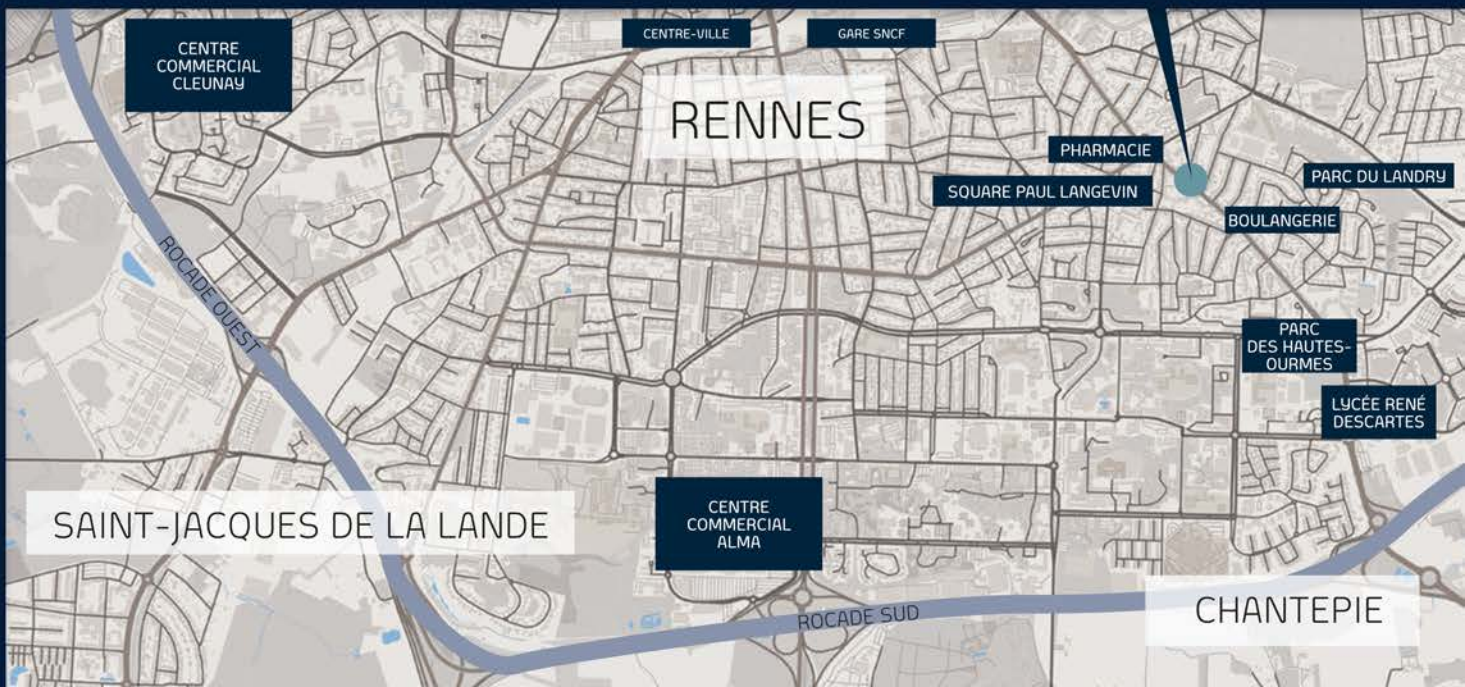 CENTRE
COMMERCIAL
CLEUNAY
CENTRE-VILLE
GARE SNCF
RENNES
PHARMACIE
SQUARE PAUL LANGEVIN
PARC DU LANDRY
BOULANGERIE
ROCADE OUEST
PARC
DES HAUTES-
OURMES
LYCÉE RENÉ
DESCARTES
SAINT-JACQUES DE LA LANDE
CENTRE
COMMERCIAL
ALMA
ROCADE SUD
CHANTEPIE